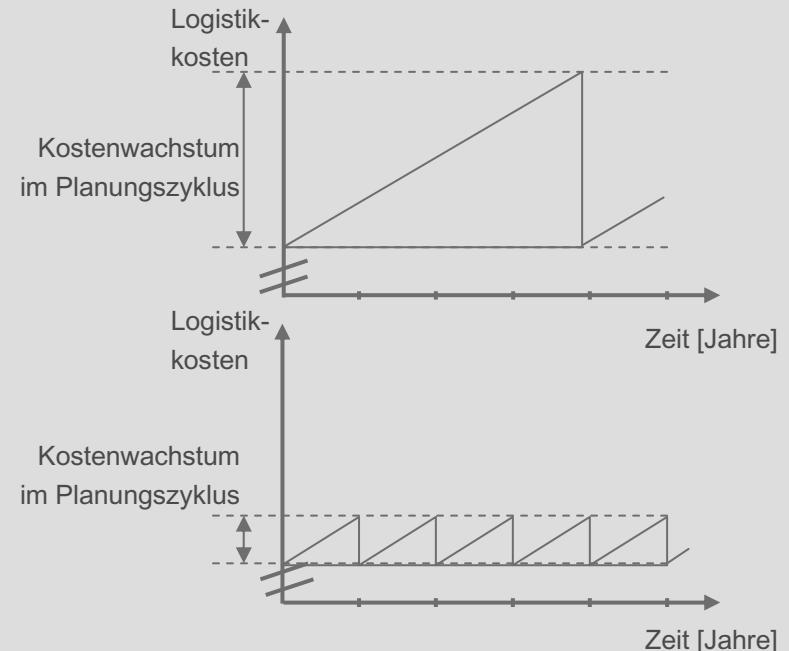 Logistik-
kosten
Kostenwachstum
im Planungszyklus
Zeit [Jahre]
Logistik-
kosten
Kostenwachstum
im Planungszyklus
Zeit [Jahre]